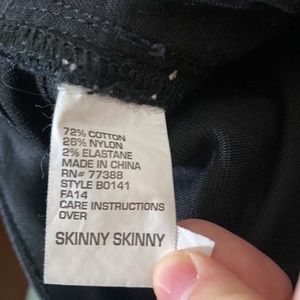 72% COTTON
26% NYLON
2% ELASTANE
MADE IN CHINA
RN# 77388
STYLE B0141
FA14
CARE INSTRUCTIONS
OVER
SKINNY SKINNY